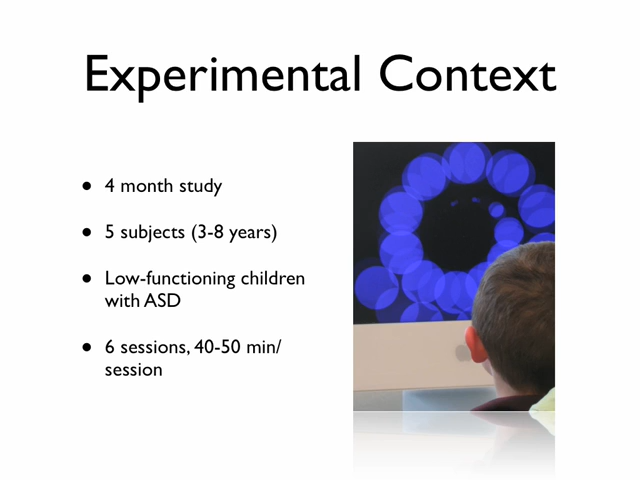 Experimental Context
• 4 month study
• 5 subjects (3-8 years)
• Low-functioning children
with ASD
• 6 sessions, 40-50 min/
session